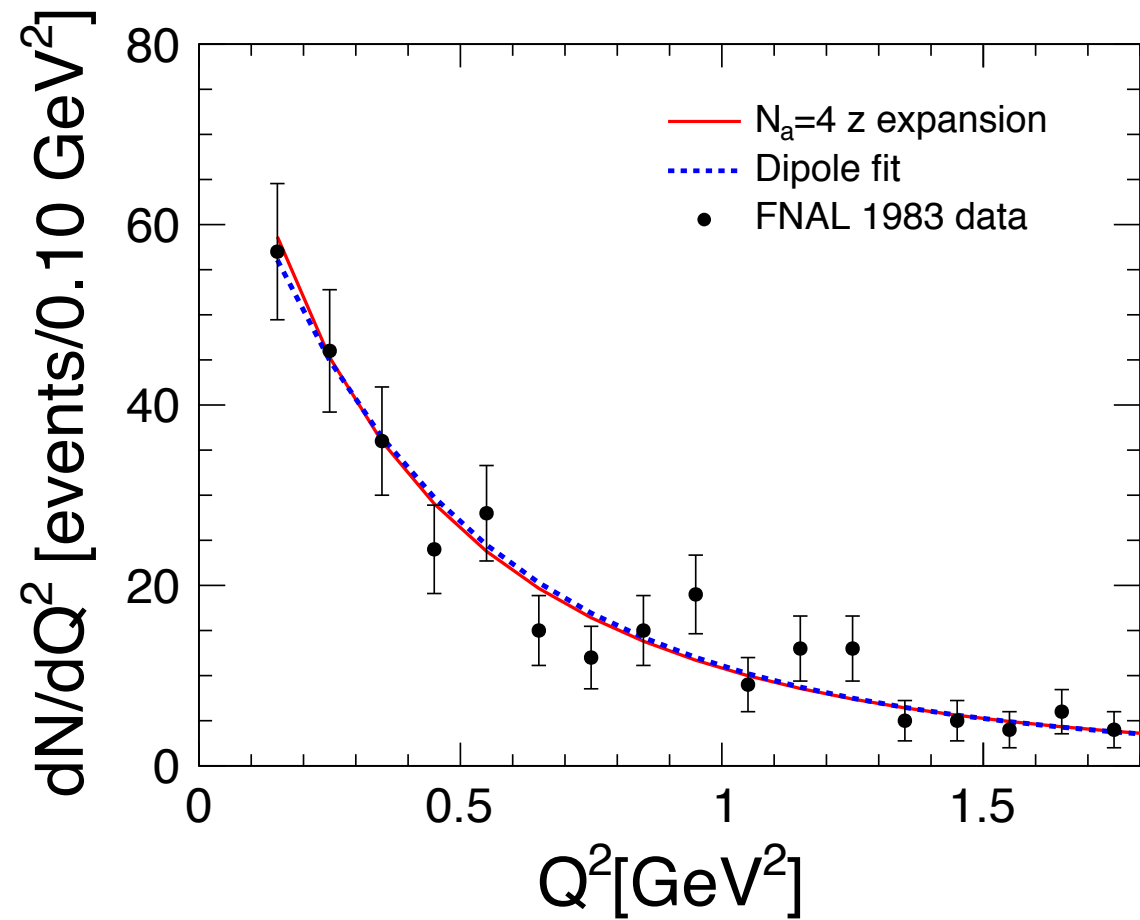 dN/dQ² [events/0.10 GeV²]
80
60
40
20
0
Nₐ=4 z expansion
Dipole fit
FNAL 1983 data
0 0.5 1 1.5
Q²[GeV²]